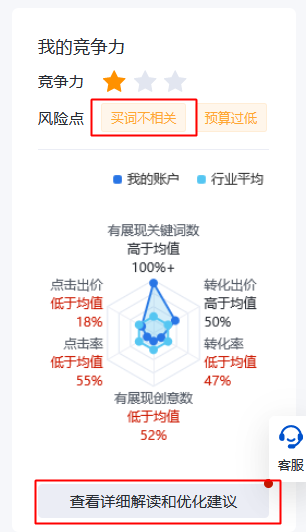 我的竞争力
竞争力
风险点 买词不相关 预算过低
我的账户 行业平均
有展现关键词数
高于均值
100%+
点击出价 转化出价
低于均值 高于均值
18% 50%
点击率 转化率
低于均值 低于均值
55% 47%
有展现创意数
低于均值
52%
客服
查看详细解读和优化建议